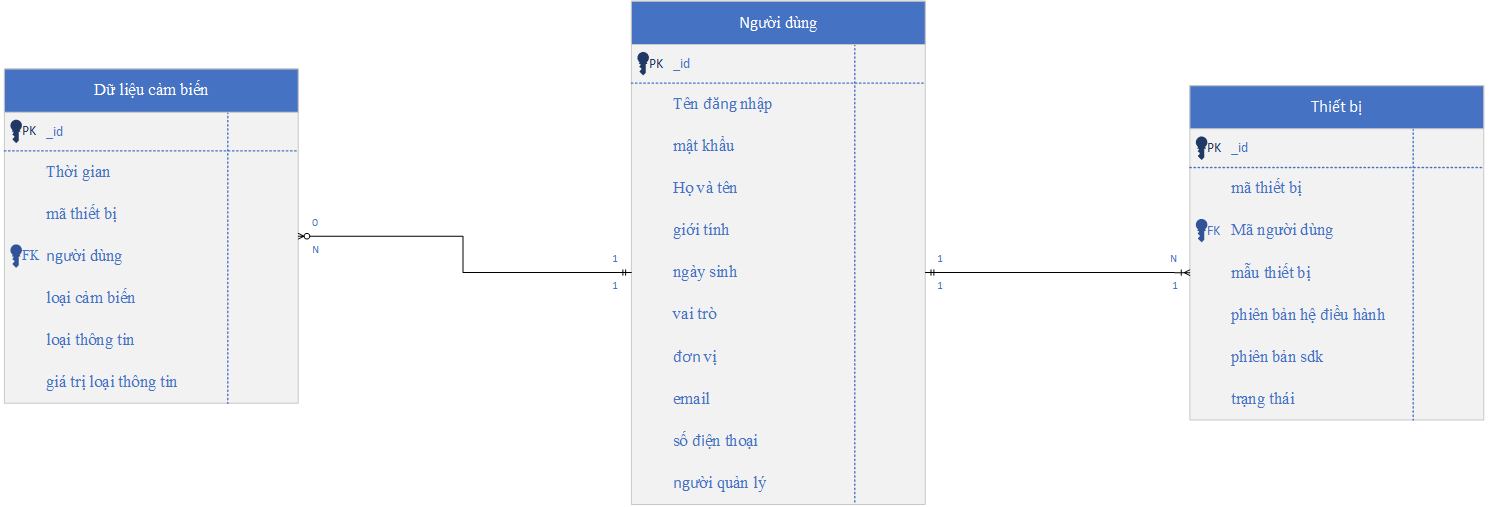 Dữ liệu cảm biến
PK _id
Thời gian
mã thiết bị
FK người dùng
loại cảm biến
loại thông tin
giá trị loại thông tin
O
N
1
1
Người dùng
PK _id
Tên đăng nhập
mật khẩu
Họ và tên
giới tính
ngày sinh
vai trò
đơn vị
email
số điện thoại
người quản lý
1
1
N
1
Thiết bị
PK _id
mã thiết bị
FK Mã người dùng
mẫu thiết bị
phiên bản hệ điều hành
phiên bản sdk
trạng thái